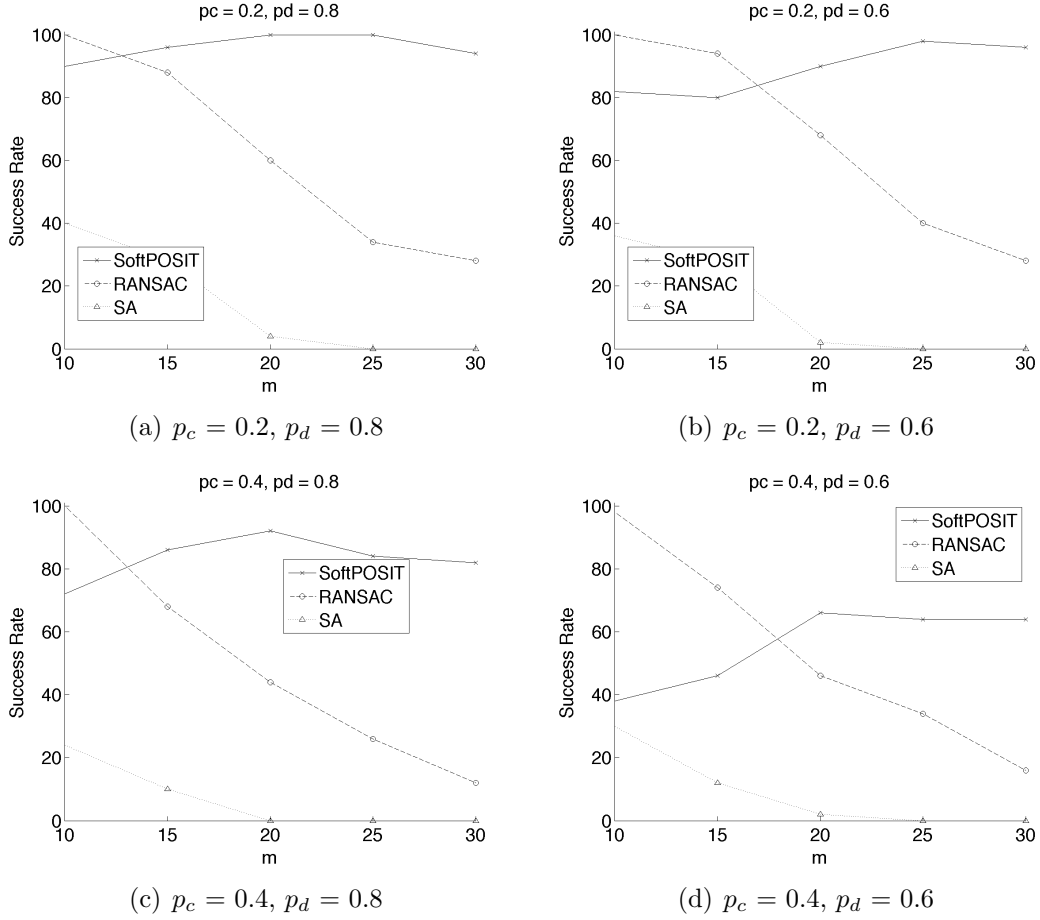 pc = 0.2, pd = 0.8
100
80
60
40
20
0
Success Rate
SoftPOSIT
RANSAC
SA
10 15 20 25 30
m
(a) p_c = 0.2, p_d = 0.8
pc = 0.2, pd = 0.6
100
80
60
40
20
0
Success Rate
SoftPOSIT
RANSAC
SA
10 15 20 25 30
m
(b) p_c = 0.2, p_d = 0.6
pc = 0.4, pd = 0.8
100
80
60
40
20
0
Success Rate
SoftPOSIT
RANSAC
SA
10 15 20 25 30
m
(c) p_c = 0.4, p_d = 0.8
pc = 0.4, pd = 0.6
100
80
60
40
20
0
Success Rate
SoftPOSIT
RANSAC
SA
10 15 20 25 30
m
(d) p_c = 0.4, p_d = 0.6